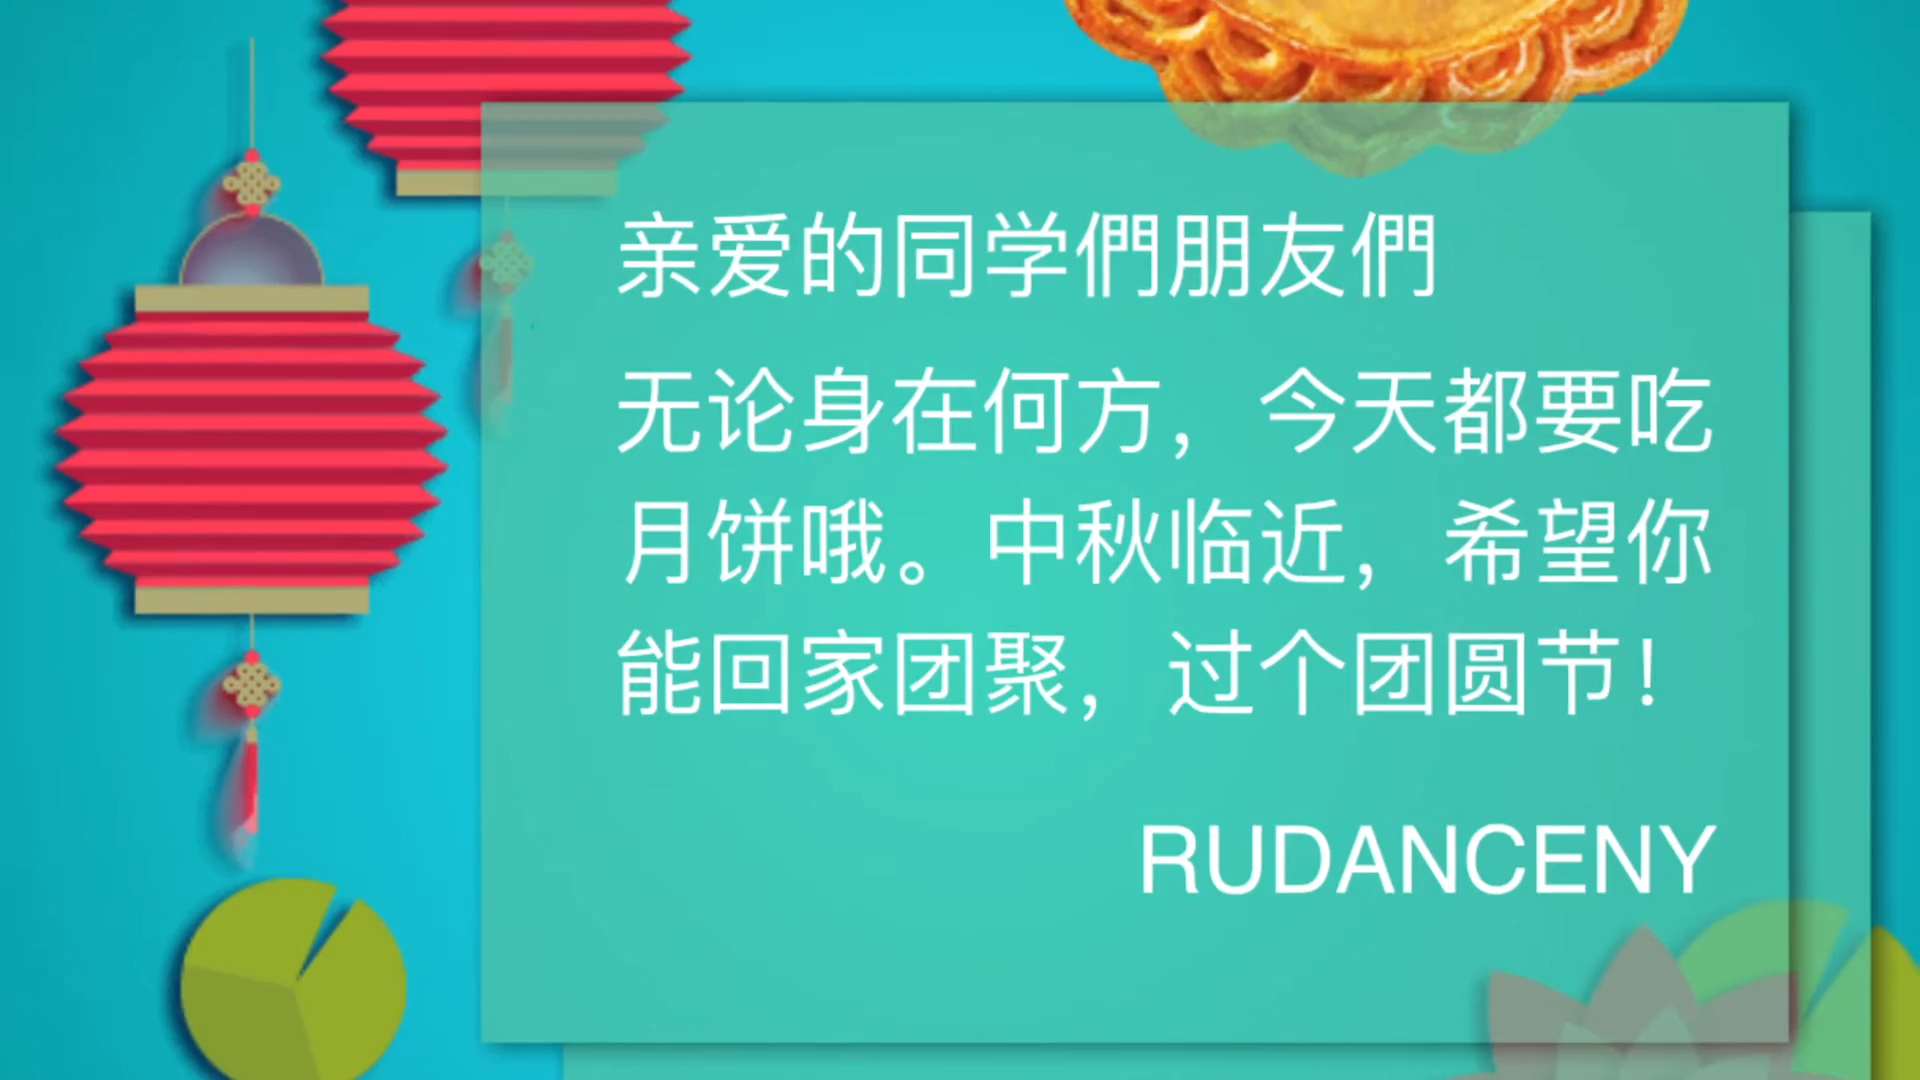 亲爱的同学們朋友們
无论身在何方，今天都要吃
月饼哦。中秋临近，希望你
能回家团聚，过个团圆节！
RUDANCENY